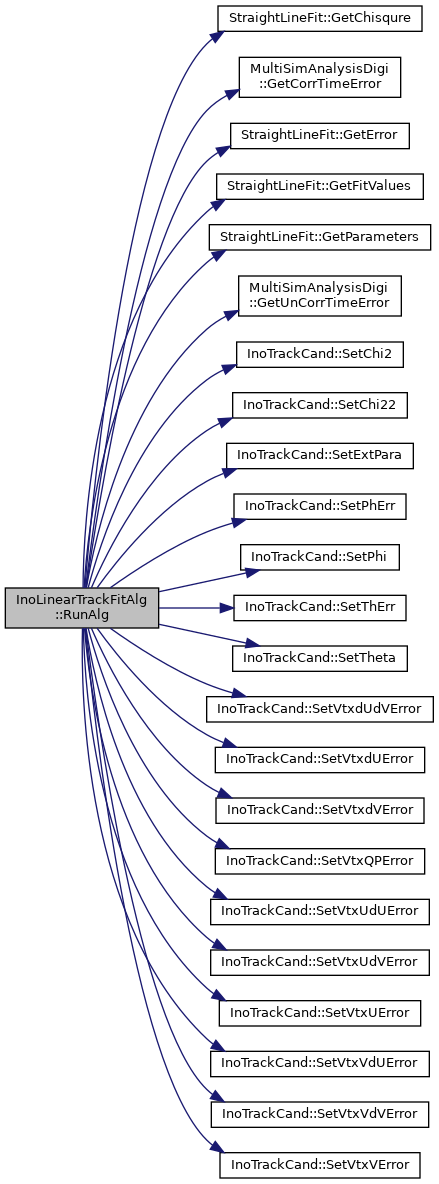 StraightLineFit::GetChisqure
MultiSimAnalysisDigi
::GetCorrTimeError
StraightLineFit::GetError
StraightLineFit::GetFitValues
StraightLineFit::GetParameters
MultiSimAnalysisDigi
::GetUnCorrTimeError
InoTrackCand::SetChi2
InoTrackCand::SetChi22
InoTrackCand::SetExtPara
InoTrackCand::SetPhErr
InoTrackCand::SetPhi
InoLinearTrackFitAlg
::RunAlg
InoTrackCand::SetThErr
InoTrackCand::SetTheta
InoTrackCand::SetVtxdUdVError
InoTrackCand::SetVtxdUError
InoTrackCand::SetVtxdVError
InoTrackCand::SetVtxQPError
InoTrackCand::SetVtxUdUError
InoTrackCand::SetVtxUdVError
InoTrackCand::SetVtxUError
InoTrackCand::SetVtxVdUError
InoTrackCand::SetVtxVdVError
InoTrackCand::SetVtxVError